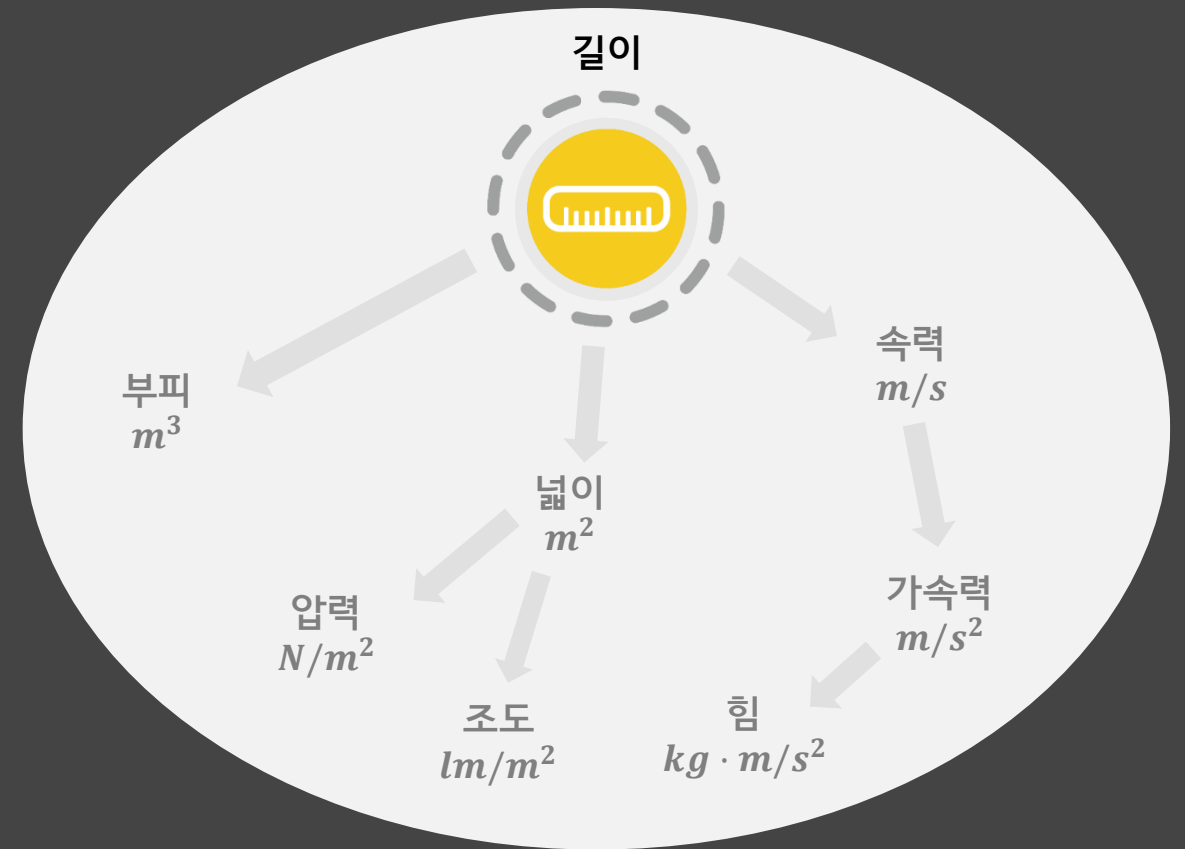 길이
속력
m/s
부피
m³
넓이
m²
가속력
m/s²
압력
N/m²
조도
lm/m²
힘
kg · m/s²